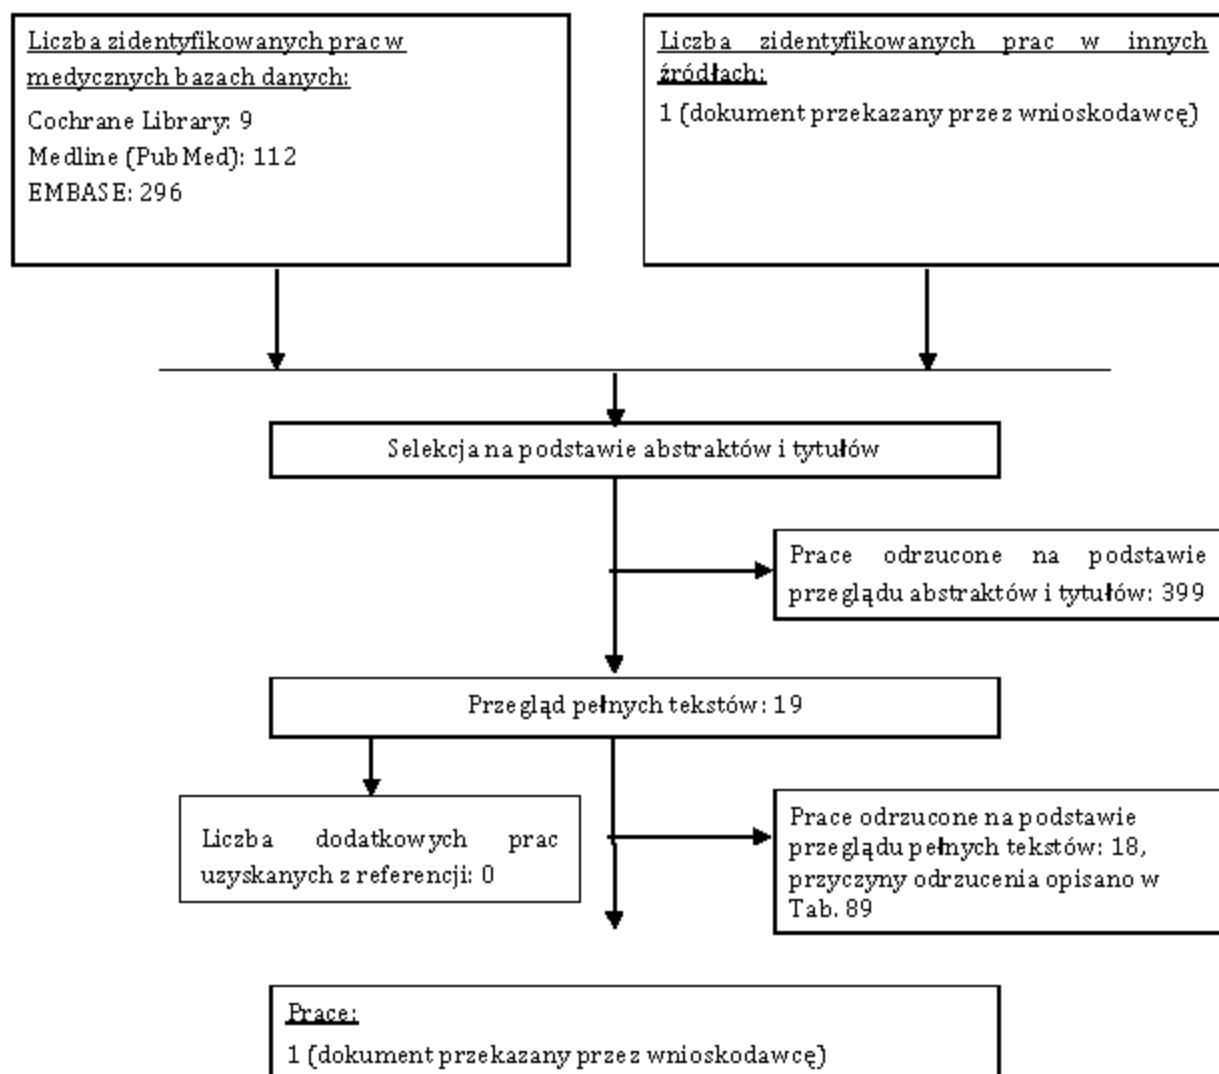 Liczba zidentyfikowanych prac w
medycznych bazach danych:
Cochrane Library: 9
Medline (PubMed): 112
EMBASE: 296
Liczba zidentyfikowanych prac w innych
źródłach:
1 (dokument przekazany przez wnioskodawcę)
Selekcja na podstawie abstraktów i tytułów
Prace odrzucone na podstawie
przeglądu abstraktów i tytułów: 399
Przegląd pełnych tekstów: 19
Liczba dodatkowych prac
uzyskanych z referencji: 0
Prace odrzucone na podstawie
przeglądu pełnych tekstów: 18,
przyczyny odrzucenia opisano w
Tab. 89
Prace:
1 (dokument przekazany przez wnioskodawcę)